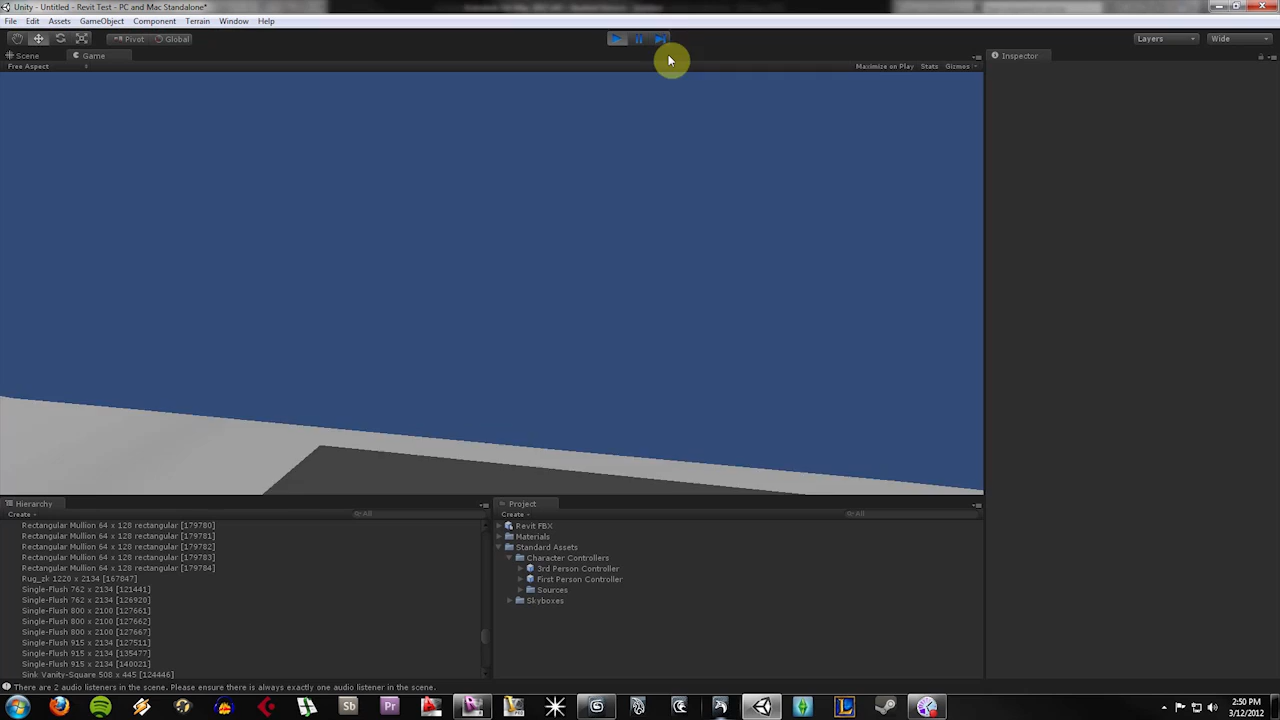 Unity - Untitled - Revit Test - PC and Mac Standalone*
File Edit Assets GameObject Component Terrain Window Help
Pivot Global Layers Wide
Scene Game Inspector
Free Aspect Maximize on Play Stats Gizmos
Hierarchy Project
Create All Create All
Rectangular Mullion 64 x 128 rectangular [179780]
Rectangular Mullion 64 x 128 rectangular [179781]
Rectangular Mullion 64 x 128 rectangular [179782]
Rectangular Mullion 64 x 128 rectangular [179783]
Rectangular Mullion 64 x 128 rectangular [179784]
Rug_zk 1220 x 2134 [167847]
Single-Flush 762 x 2134 [121441]
Single-Flush 762 x 2134 [126920]
Single-Flush 800 x 2100 [127661]
Single-Flush 800 x 2100 [127662]
Single-Flush 800 x 2100 [127667]
Single-Flush 915 x 2134 [127511]
Single-Flush 915 x 2134 [135477]
Single-Flush 915 x 2134 [140021]
Sink Vanity-Square 508 x 445 [124446]
Revit FBX
Materials
Standard Assets
Character Controllers
3rd Person Controller
First Person Controller
Sources
Skyboxes
There are 2 audio listeners in the scene. Please ensure there is always exactly one audio listener in the scene.
Sb Pr
2:50 PM
3/12/2012